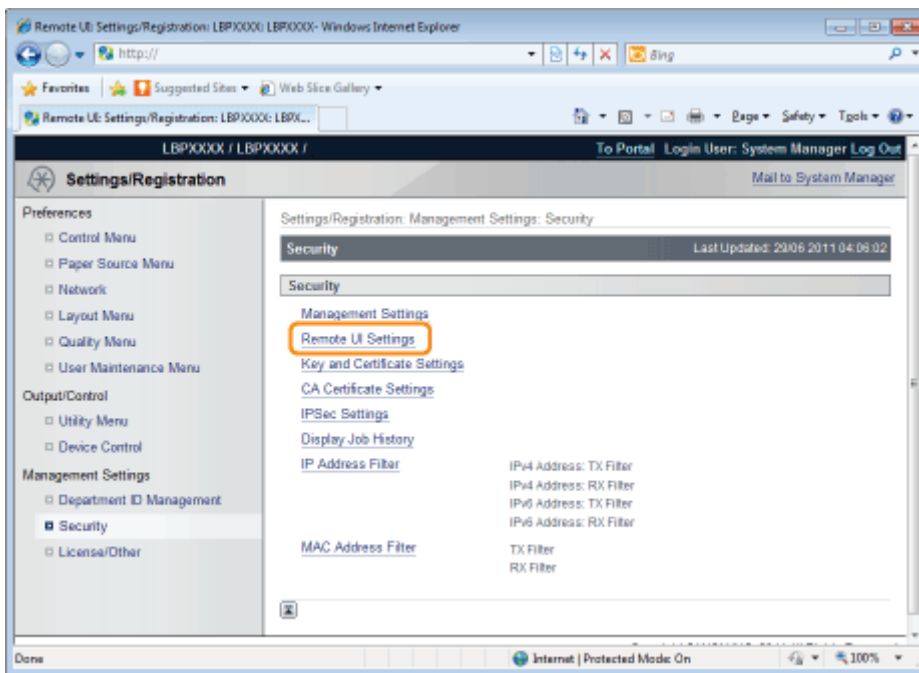 Remote UI: Settings/Registration: LBPXXXX: LBPXXXX- Windows Internet Explorer
http://
Bing
Favorites Suggested Sites Web Slice Gallery
Remote UI: Settings/Registration: LBPXXXX: LBPX... Page Safety Tools
LBPXXXX / LBPXXXX / To Portal Login User: System Manager Log Out
Settings/Registration Mail to System Manager
Preferences
Control Menu
Paper Source Menu
Network
Layout Menu
Quality Menu
User Maintenance Menu
Output/Control
Utility Menu
Device Control
Management Settings
Department ID Management
Security
License/Other
Settings/Registration: Management Settings: Security
Security Last Updated: 29/06 2011 04:06:02
Security
Management Settings
Remote UI Settings
Key and Certificate Settings
CA Certificate Settings
IPSec Settings
Display Job History
IP Address Filter IPv4 Address: TX Filter
IPv4 Address: RX Filter
IPv6 Address: TX Filter
IPv6 Address: RX Filter
MAC Address Filter TX Filter
RX Filter
Done Internet | Protected Mode: On 100%